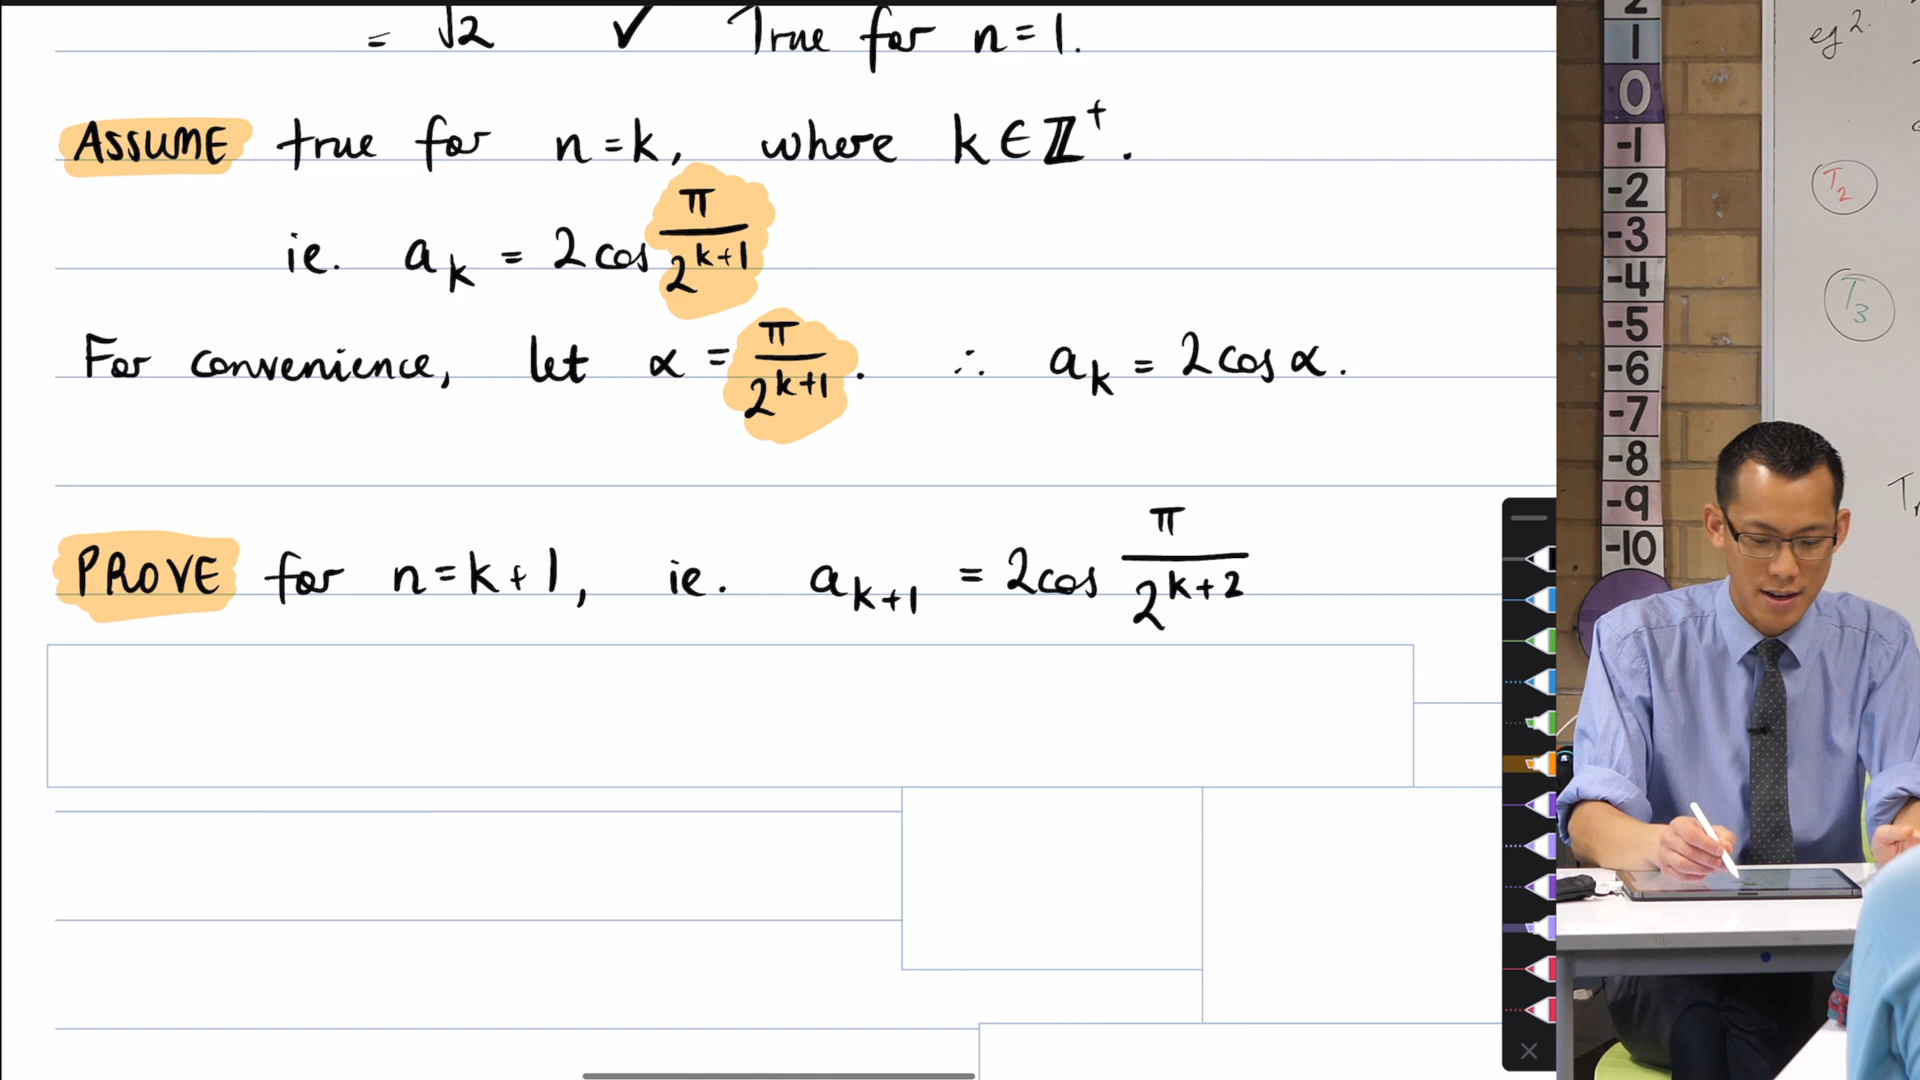 = √2 ✓ True for n=1.
ASSUME true for n=k, where k∈ℤ⁺.
ie. a_k = 2cos π/2^(k+1)
For convenience, let α = π/2^(k+1). ∴ a_k = 2cos α.
PROVE for n=k+1, ie. a_(k+1) = 2cos π/2^(k+2)
2
1
0
-1
-2
-3
-4
-5
-6
-7
-8
-9
-10
eg 2.
T₂
T₃